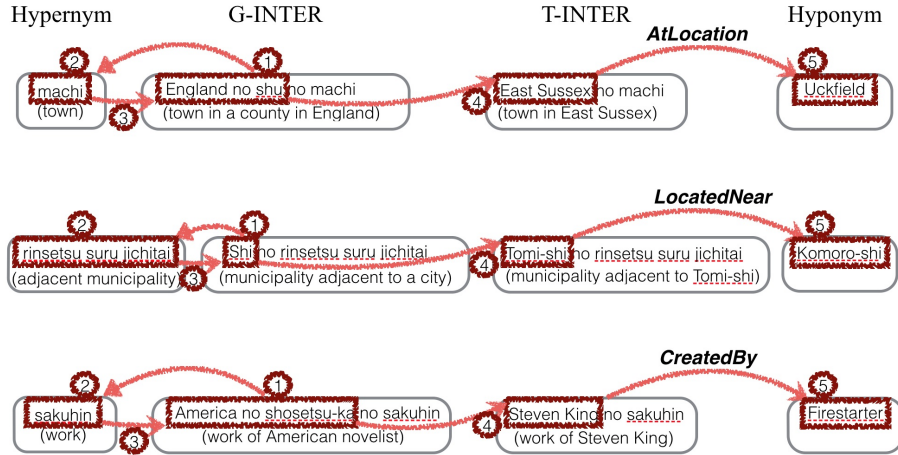 Hypernym G-INTER T-INTER Hyponym
AtLocation
2 1 5
machi England no shu no machi East Sussex no machi Uckfield
(town) (town in a county in England) (town in East Sussex)
3 4
LocatedNear
2 1 5
rinsetsu suru jichitai Shi no rinsetsu suru jichitai Tomi-shi no rinsetsu suru jichitai Komoro-shi
(adjacent municipality) (municipality adjacent to a city) (municipality adjacent to Tomi-shi)
3 4
CreatedBy
2 1 5
sakuhin America no shosetsu-ka no sakuhin Steven King no sakuhin Firestarter
(work) (work of American novelist) (work of Steven King)
3 4